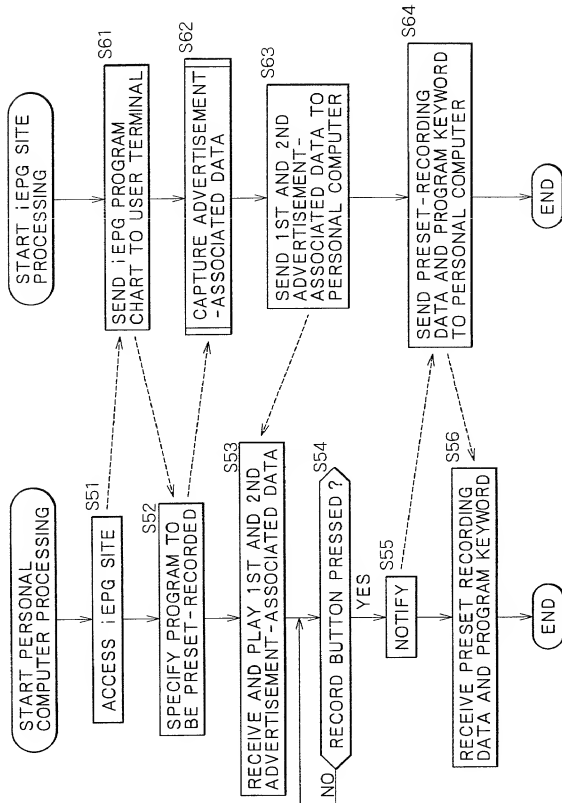 START PERSONAL
COMPUTER PROCESSING
S51
ACCESS iEPG SITE
S52
SPECIFY PROGRAM TO
BE PRESET-RECORDED
S53
RECEIVE AND PLAY 1ST AND 2ND
ADVERTISEMENT-ASSOCIATED DATA
S54
RECORD BUTTON PRESSED?
NO
YES
S55
NOTIFY
S56
RECEIVE PRESET RECORDING
DATA AND PROGRAM KEYWORD
END
START iEPG SITE
PROCESSING
S61
SEND iEPG PROGRAM
CHART TO USER TERMINAL
S62
CAPTURE ADVERTISEMENT
-ASSOCIATED DATA
S63
SEND 1ST AND 2ND
ADVERTISEMENT-
ASSOCIATED DATA TO
PERSONAL COMPUTER
S64
SEND PRESET-RECORDING
DATA AND PROGRAM KEYWORD
TO PERSONAL COMPUTER
END